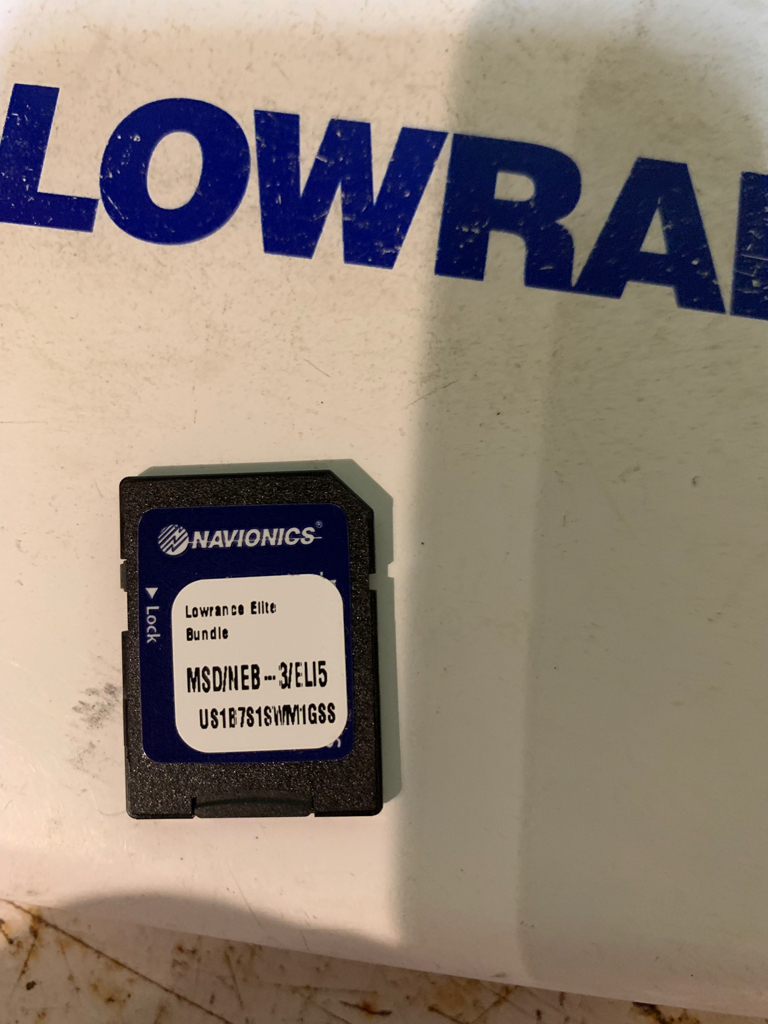 LOWRA
NAVIONICS®
Lock
Lowrance Elite
Bundle
MSD/NEB--3/ELI5
US1B7S1SWM1GSS